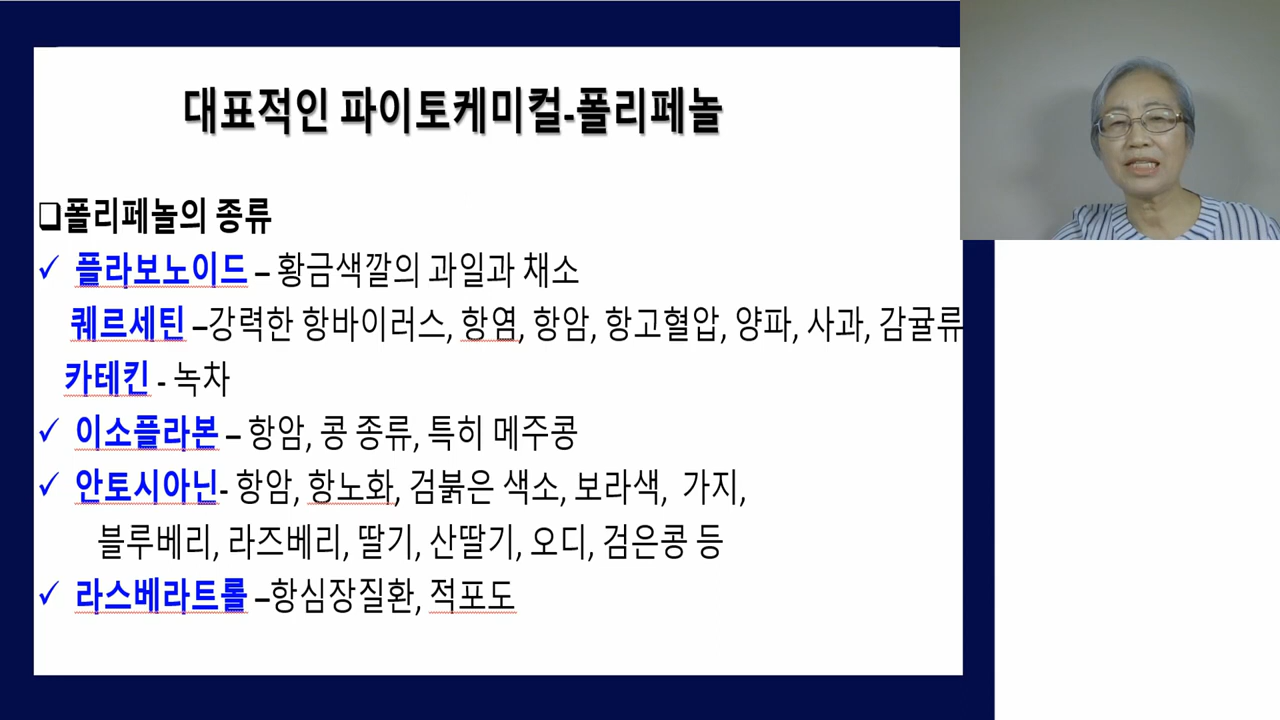 대표적인 파이토케미컬-폴리페놀
❑폴리페놀의 종류
✓ 플라보노이드 – 황금색깔의 과일과 채소
퀘르세틴 –강력한 항바이러스, 항염, 항암, 항고혈압, 양파, 사과, 감귤류
카테킨 - 녹차
✓ 이소플라본 – 항암, 콩 종류, 특히 메주콩
✓ 안토시아닌- 항암, 항노화, 검붉은 색소, 보라색, 가지,
블루베리, 라즈베리, 딸기, 산딸기, 오디, 검은콩 등
✓ 라스베라트롤 –항심장질환, 적포도